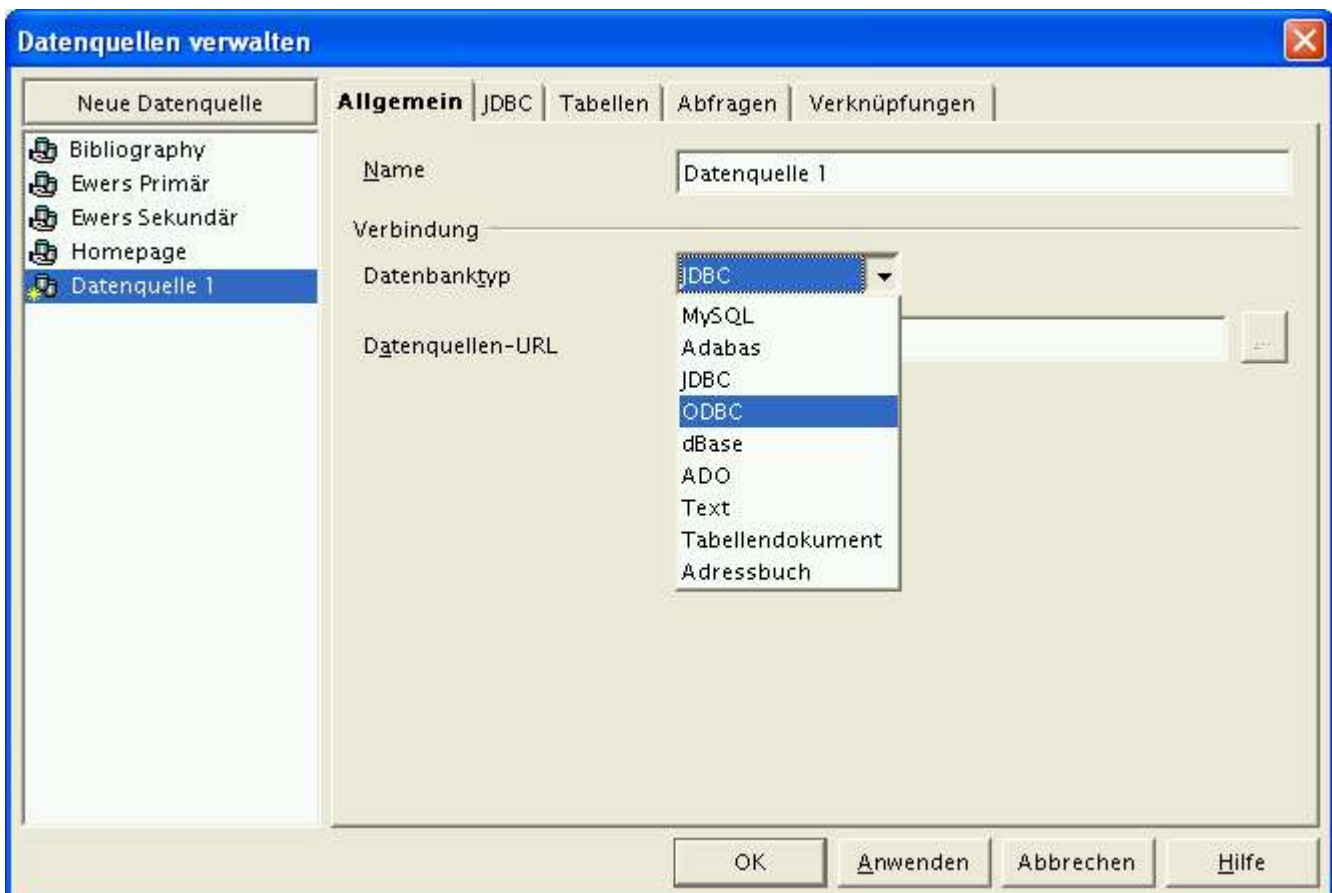 Datenquellen verwalten
Neue Datenquelle
Bibliography
Ewers Primär
Ewers Sekundär
Homepage
Datenquelle 1
Allgemein JDBC Tabellen Abfragen Verknüpfungen
Name Datenquelle 1
Verbindung
Datenbanktyp JDBC
MySQL
Adabas
JDBC
ODBC
dBase
ADO
Text
Tabellendokument
Adressbuch
Datenquellen-URL ...
OK Anwenden Abbrechen Hilfe